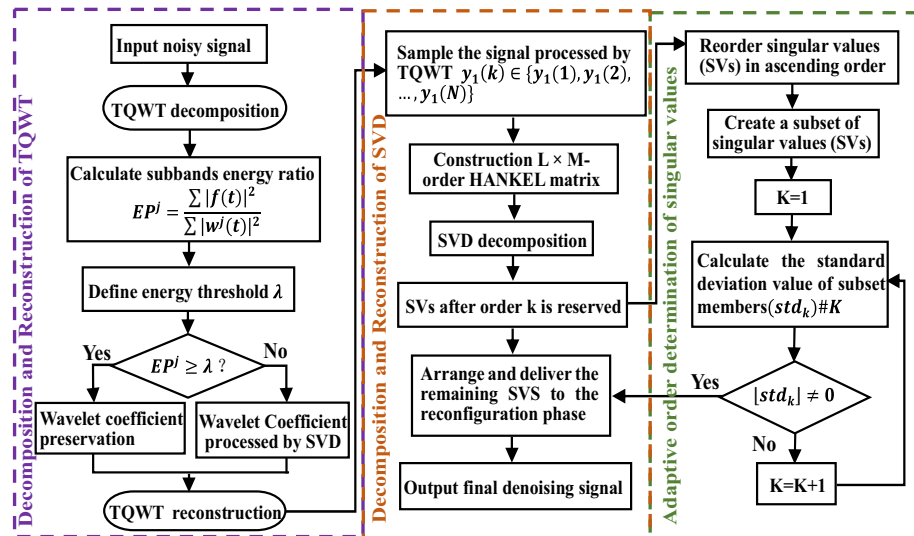 Decomposition and Reconstruction of TQWT
Input noisy signal
TQWT decomposition
Calculate subbands energy ratio
EP^j = ∑|f(t)|^2 / ∑|w^j(t)|^2
Define energy threshold λ
Yes
No
EP^j ≥ λ ?
Wavelet coefficient
preservation
Wavelet Coefficient
processed by SVD
TQWT reconstruction
Decomposition and Reconstruction of SVD
Sample the signal processed by
TQWT y₁(k) ∈ {y₁(1), y₁(2),
…, y₁(N)}
Construction L × M-
order HANKEL matrix
SVD decomposition
SVs after order k is reserved
Arrange and deliver the
remaining SVS to the
reconfiguration phase
Output final denoising signal
Adaptive order determination of singular values
Reorder singular values
(SVs) in ascending order
Create a subset of
singular values (SVs)
K=1
Calculate the standard
deviation value of subset
members(std_k)#K
Yes
⌊std_k⌋ ≠ 0
No
K=K+1